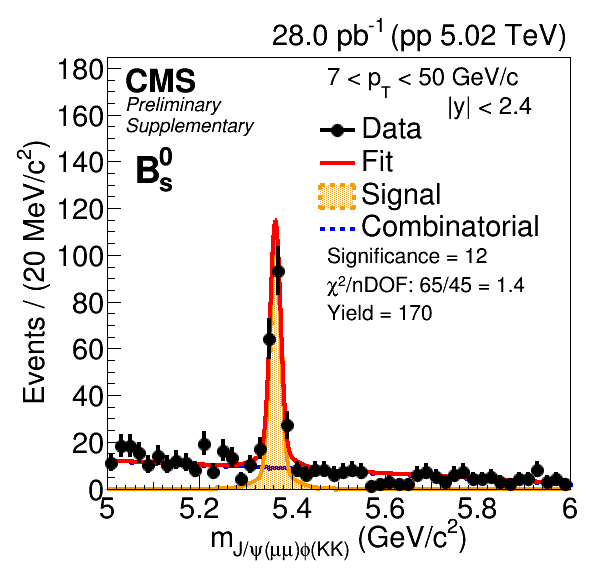 28.0 pb⁻¹ (pp 5.02 TeV)
CMS
Preliminary
Supplementary
B⁰ₛ
7 < p_T < 50 GeV/c
|y| < 2.4
Data
Fit
Signal
Combinatorial
Significance = 12
χ²/nDOF: 65/45 = 1.4
Yield = 170
Events / (20 MeV/c²)
180
160
140
120
100
80
60
40
20
0
5 5.2 5.4 5.6 5.8 6
m_J/ψ(μμ)ϕ(KK) (GeV/c²)